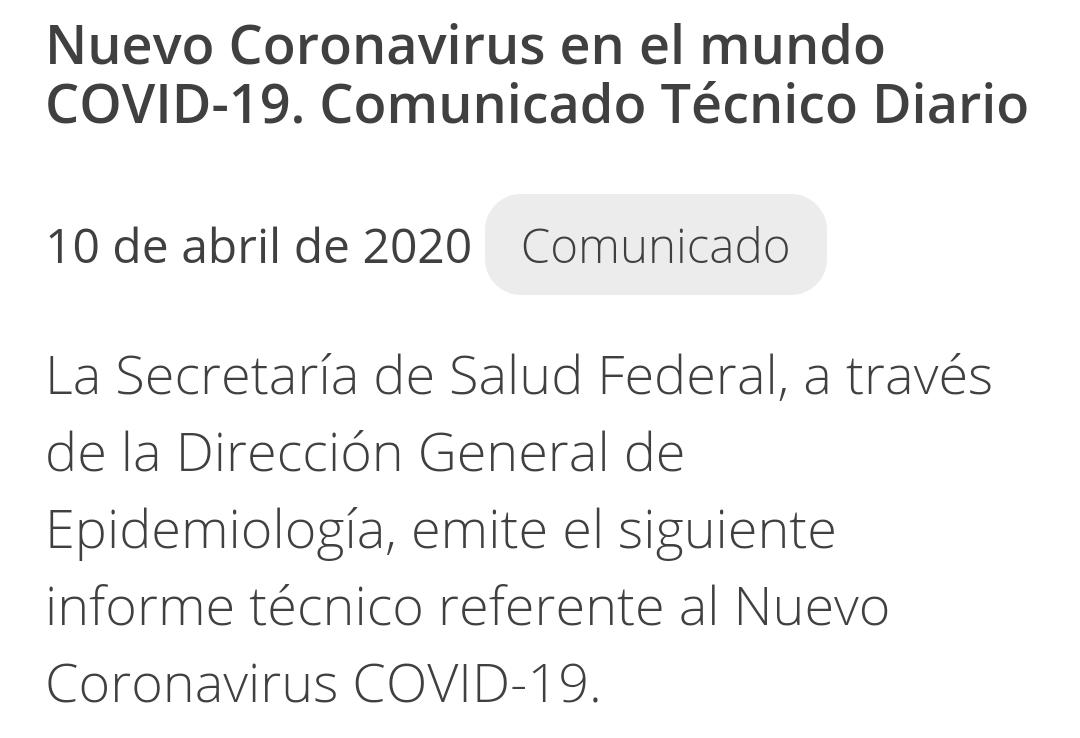 Nuevo Coronavirus en el mundo
COVID-19. Comunicado Técnico Diario
10 de abril de 2020 Comunicado
La Secretaría de Salud Federal, a través
de la Dirección General de
Epidemiología, emite el siguiente
informe técnico referente al Nuevo
Coronavirus COVID-19.